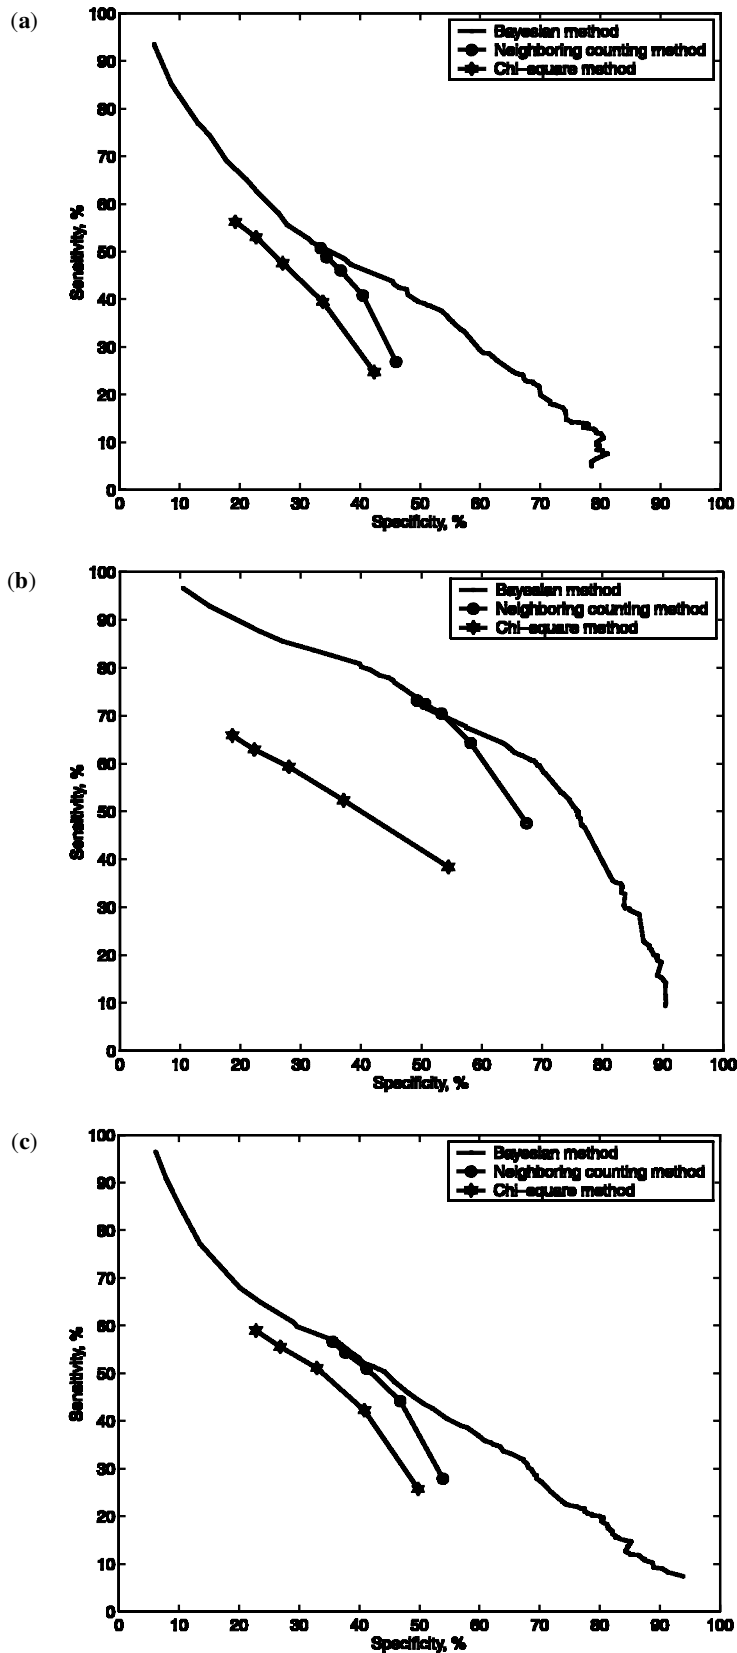 (a)
100
90
80
70
60
50
40
30
20
10
0
Sensitivity, %
Bayesian method
Neighboring counting method
Chi-square method
0 10 20 30 40 50 60 70 80 90 100
Specificity, %
(b)
100
90
80
70
60
50
40
30
20
10
0
Sensitivity, %
Bayesian method
Neighboring counting method
Chi-square method
0 10 20 30 40 50 60 70 80 90 100
Specificity, %
(c)
100
90
80
70
60
50
40
30
20
10
0
Sensitivity, %
Bayesian method
Neighboring counting method
Chi-square method
0 10 20 30 40 50 60 70 80 90 100
Specificity, %